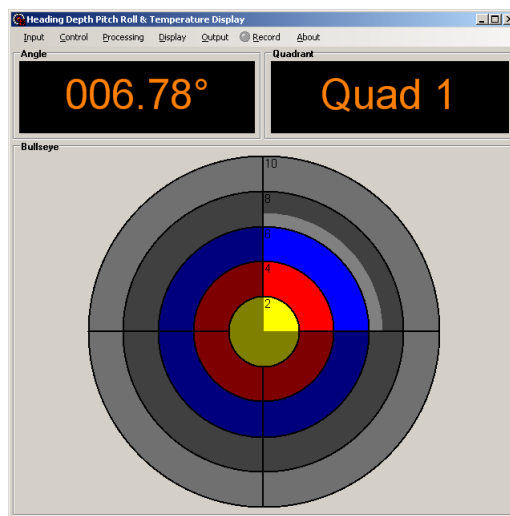 Heading Depth Pitch Roll & Temperature Display
Input Control Processing Display Output Record About
Angle Quadrant
006.78° Quad 1
Bullseye
10
8
6
4
2